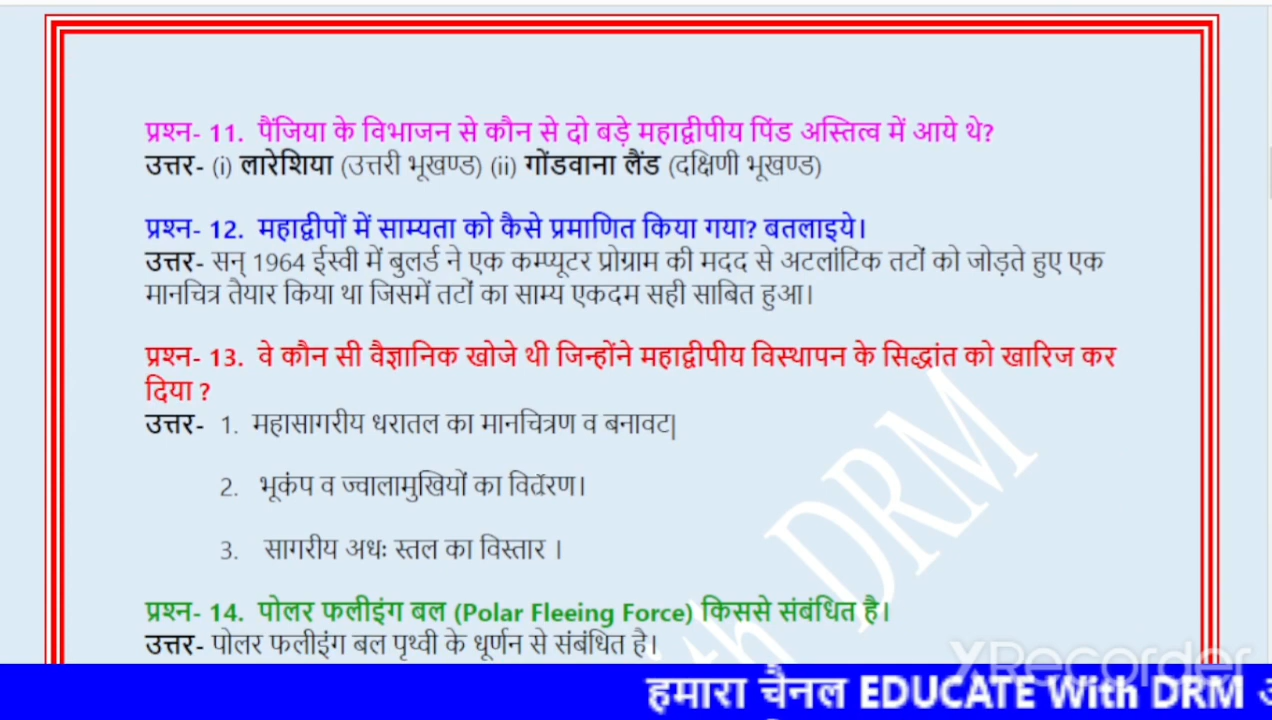 प्रश्न- 11. पैंजिया के विभाजन से कौन से दो बड़े महाद्वीपीय पिंड अस्तित्व में आये थे?
उत्तर- (i) लारेशिया (उत्तरी भूखण्ड) (ii) गोंडवाना लैंड (दक्षिणी भूखण्ड)
प्रश्न- 12. महाद्वीपों में साम्यता को कैसे प्रमाणित किया गया? बतलाइये।
उत्तर- सन् 1964 ईस्वी में बुलर्ड ने एक कम्प्यूटर प्रोग्राम की मदद से अटलांटिक तटों को जोड़ते हुए एक
मानचित्र तैयार किया था जिसमें तटों का साम्य एकदम सही साबित हुआ।
प्रश्न- 13. वे कौन सी वैज्ञानिक खोजे थी जिन्होंने महाद्वीपीय विस्थापन के सिद्धांत को खारिज कर
दिया ?
उत्तर- 1. महासागरीय धरातल का मानचित्रण व बनावट|
2. भूकंप व ज्वालामुखियों का वितरण।
3. सागरीय अधः स्तल का विस्तार ।
प्रश्न- 14. पोलर फलीइंग बल (Polar Fleeing Force) किससे संबंधित है।
उत्तर- पोलर फलीइंग बल पृथ्वी के धूर्णन से संबंधित है।
th DRM
XRecorder
हमारा चैनल EDUCATE With DRM